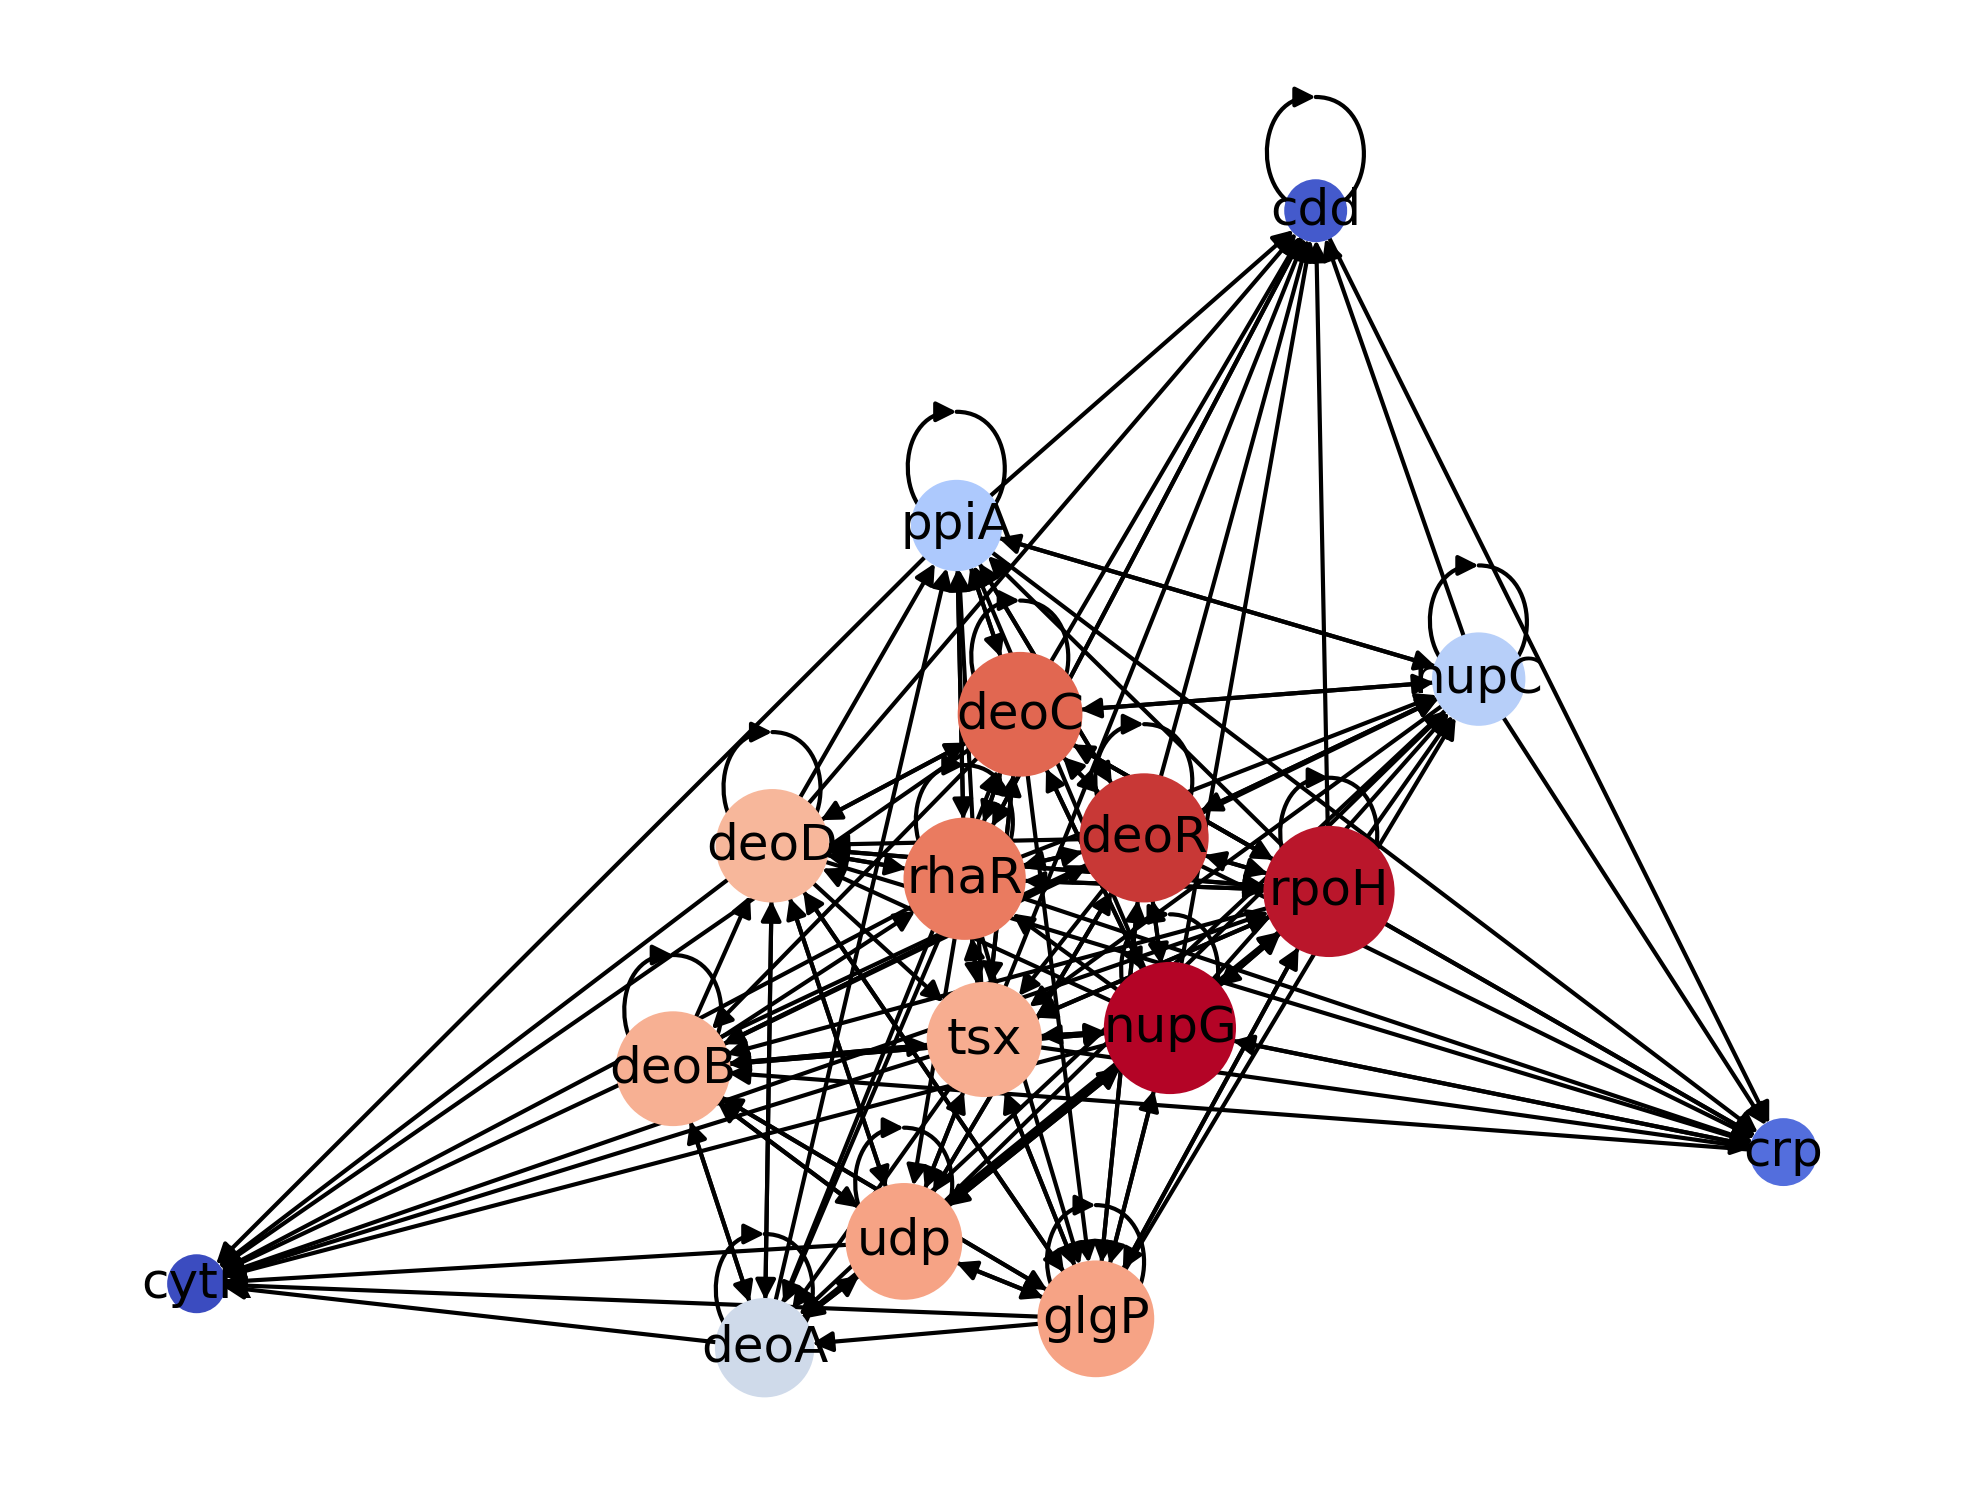 cdd
ppiA
nupC
deoC
deoR
deoD
rhaR
rpoH
nupG
tsx
deoB
crp
udp
cytR
glgP
deoA